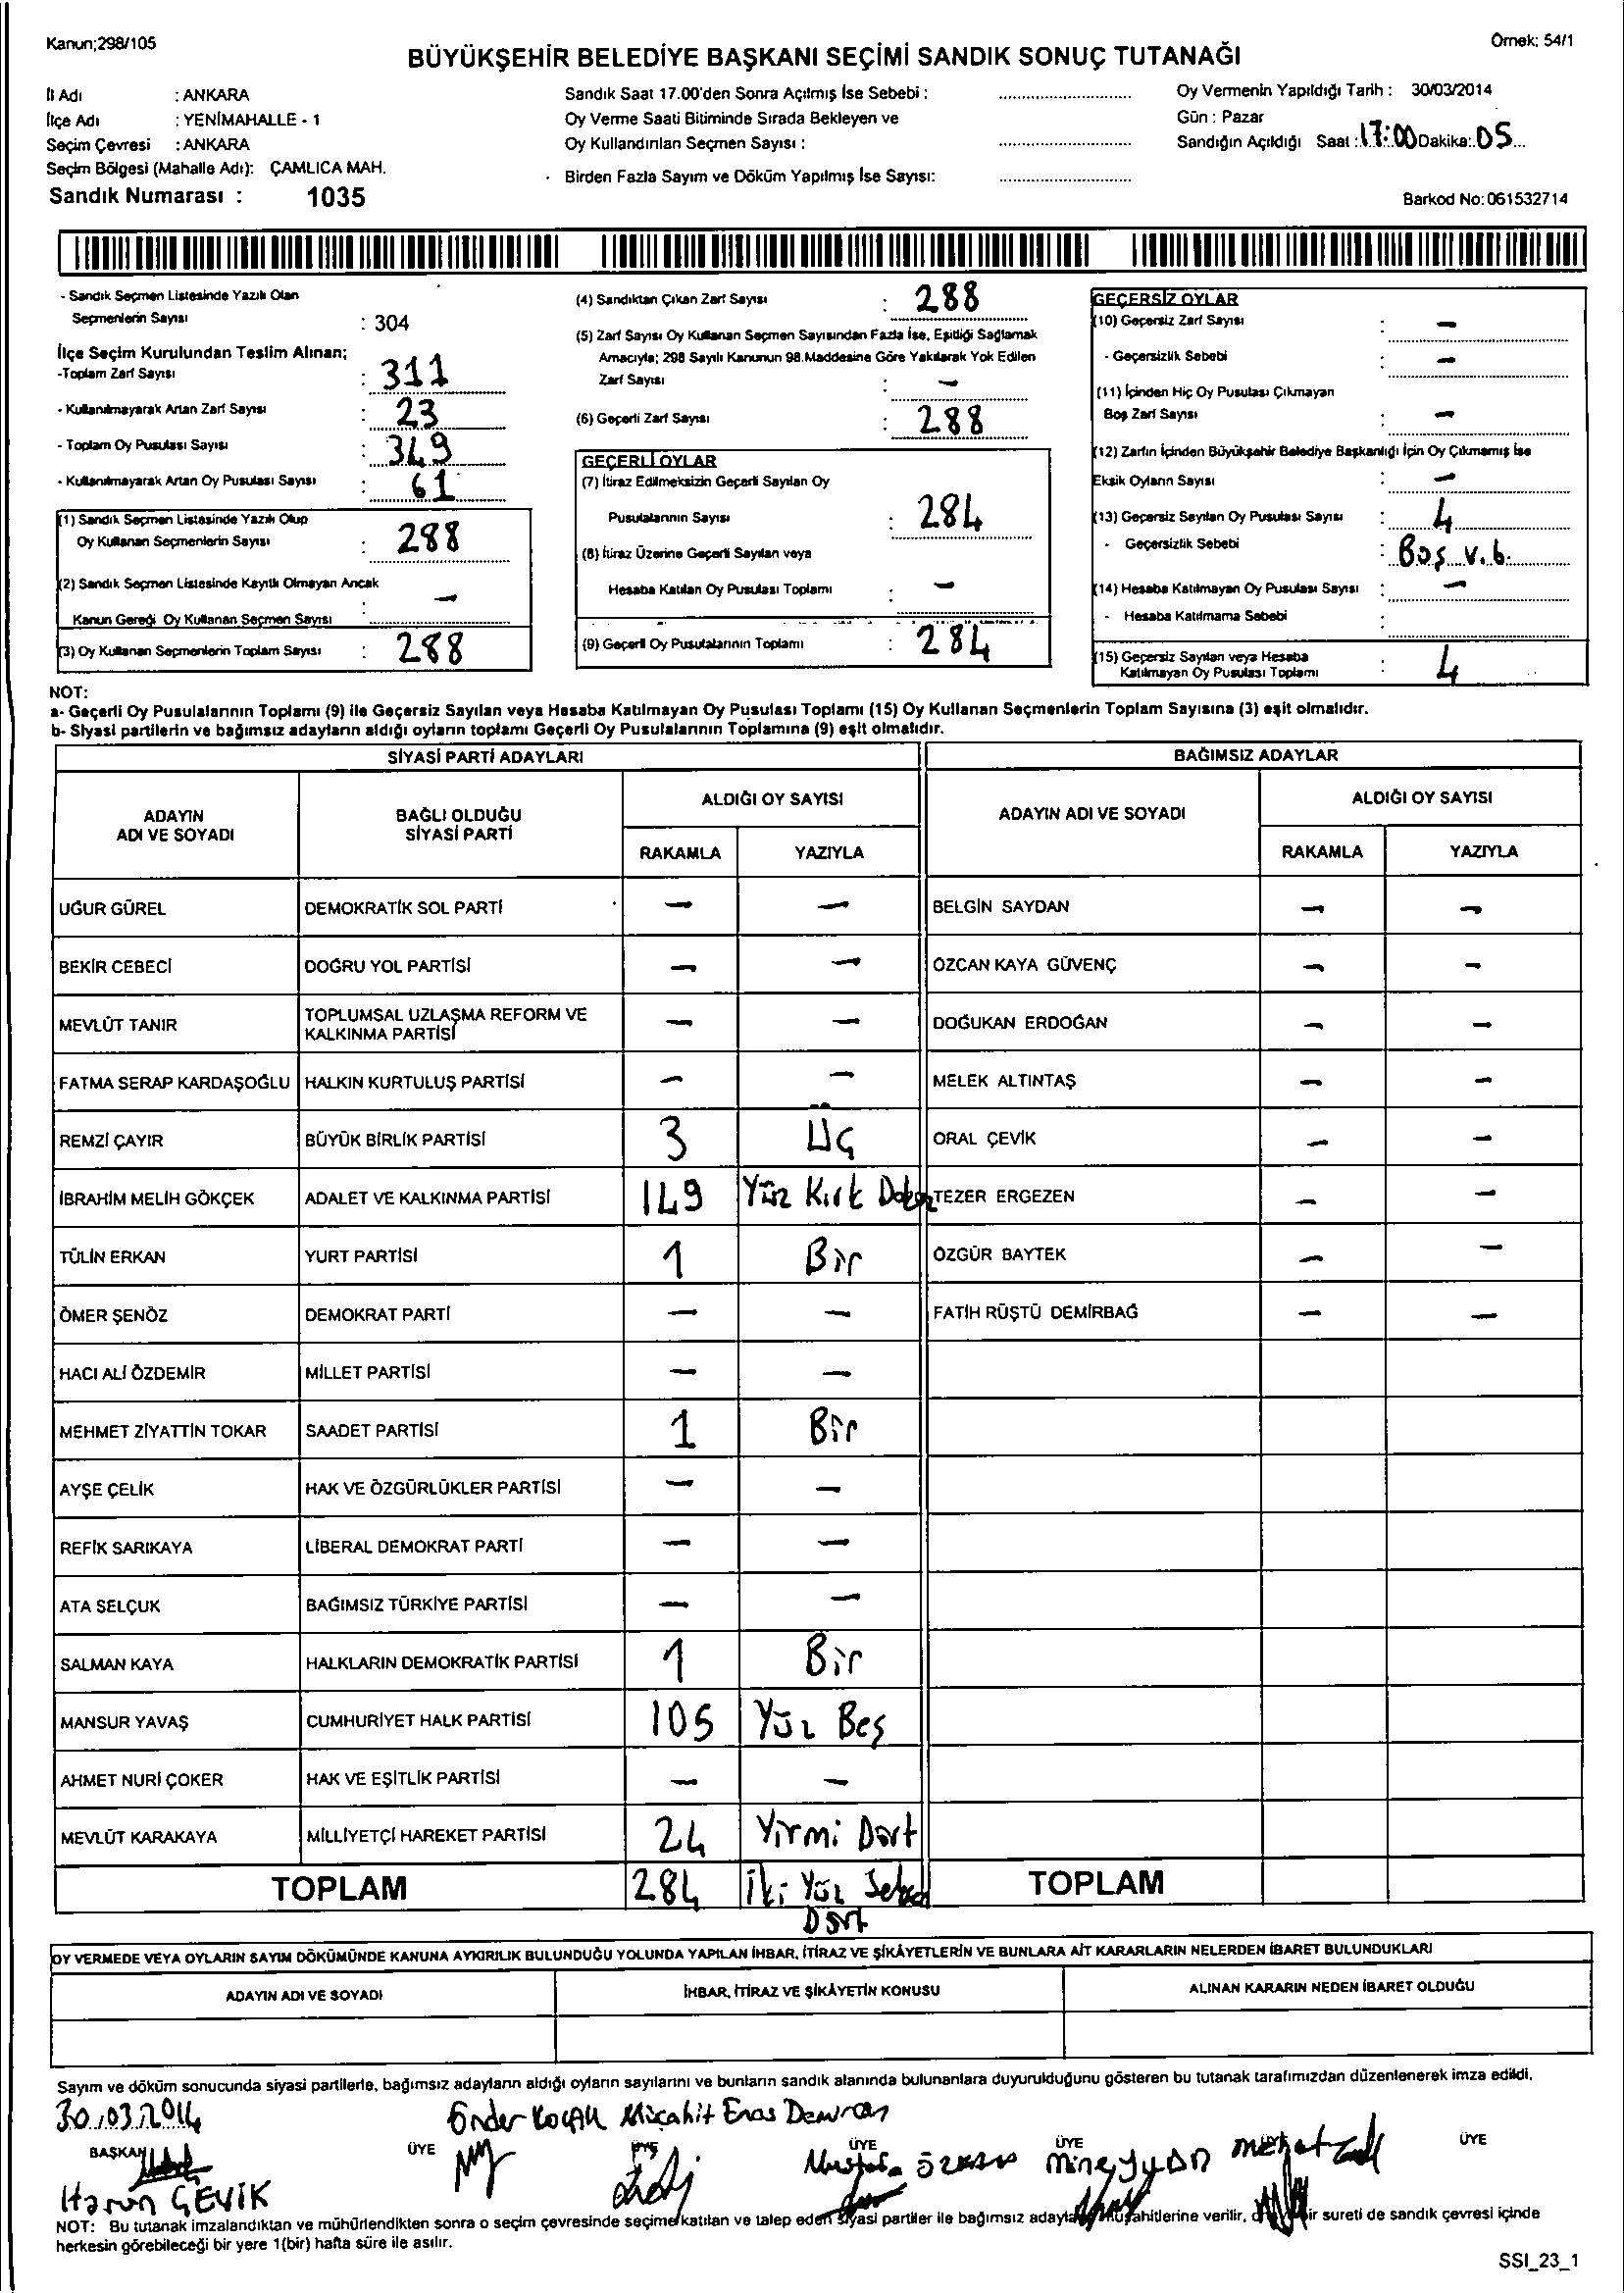 Kanun;298/105
Örnek: 54/1
BÜYÜKŞEHİR BELEDİYE BAŞKANI SEÇİMİ SANDIK SONUÇ TUTANAĞI
İl Adı : ANKARA
İlçe Adı : YENİMAHALLE - 1
Seçim Çevresi : ANKARA
Seçim Bölgesi (Mahalle Adı): ÇAMLICA MAH.
Sandık Numarası : 1035
Sandık Saat 17.00'den Sonra Açılmış İse Sebebi :
Oy Verme Saati Bitiminde Sırada Bekleyen ve
Oy Kullandırılan Seçmen Sayısı :
Birden Fazla Sayım ve Döküm Yapılmış İse Sayısı:
Oy Vermenin Yapıldığı Tarih : 30/03/2014
Gün : Pazar
Sandığın Açıldığı Saat : 17:00 Dakika: 05
Barkod No: 061532714
- Sandık Seçmen Listesinde Yazılı Olan
Seçmenlerin Sayısı : 304
İlçe Seçim Kurulundan Teslim Alınan;
-Toplam Zarf Sayısı : 311
- Kullanılmayarak Artan Zarf Sayısı : 23
- Toplam Oy Pusulası Sayısı : 349
- Kullanılmayarak Artan Oy Pusulası Sayısı : 61
(1) Sandık Seçmen Listesinde Yazılı Olup
Oy Kullanan Seçmenlerin Sayısı : 288
(2) Sandık Seçmen Listesinde Kayıtlı Olmayan Ancak
Kanun Gereği Oy Kullanan Seçmen Sayısı : -
(3) Oy Kullanan Seçmenlerin Toplam Sayısı : 288
(4) Sandıktan Çıkan Zarf Sayısı : 288
(5) Zarf Sayısı Oy Kullanan Seçmen Sayısından Fazla İse, Eşitliği Sağlamak
Amacıyla; 298 Sayılı Kanunun 98.Maddesine Göre Yakılarak Yok Edilen
Zarf Sayısı : -
(6) Geçerli Zarf Sayısı : 288
GEÇERLİ OYLAR
(7) İtiraz Edilmeksizin Geçerli Sayılan Oy
Pusulalarının Sayısı : 284
(8) İtiraz Üzerine Geçerli Sayılan veya
Hesaba Katılan Oy Pusulası Toplamı : -
(9) Geçerli Oy Pusulalarının Toplamı : 284
GEÇERSİZ OYLAR
(10) Geçersiz Zarf Sayısı : -
- Geçersizlik Sebebi : -
(11) İçinden Hiç Oy Pusulası Çıkmayan
Boş Zarf Sayısı : -
(12) Zarfın İçinden Büyükşehir Belediye Başkanlığı İçin Oy Çıkmamış İse
Eksik Oyların Sayısı : -
(13) Geçersiz Sayılan Oy Pusulası Sayısı : 4
- Geçersizlik Sebebi : Boş v.b.
(14) Hesaba Katılmayan Oy Pusulası Sayısı : -
- Hesaba Katılmama Sebebi :
(15) Geçersiz Sayılan veya Hesaba
Katılmayan Oy Pusulası Toplamı : 4
NOT:
a- Geçerli Oy Pusulalarının Toplamı (9) ile Geçersiz Sayılan veya Hesaba Katılmayan Oy Pusulası Toplamı (15) Oy Kullanan Seçmenlerin Toplam Sayısına (3) eşit olmalıdır.
b- Siyasi partilerin ve bağımsız adayların aldığı oyların toplamı Geçerli Oy Pusulalarının Toplamına (9) eşit olmalıdır.
SİYASİ PARTİ ADAYLARI BAĞIMSIZ ADAYLAR
ADAYIN ADI VE SOYADI BAĞLI OLDUĞU SİYASİ PARTİ ALDIĞI OY SAYISI ADAYIN ADI VE SOYADI ALDIĞI OY SAYISI
RAKAMLA YAZIYLA RAKAMLA YAZIYLA
UĞUR GÜREL DEMOKRATİK SOL PARTİ - - BELGİN SAYDAN - -
BEKİR CEBECİ DOĞRU YOL PARTİSİ - - ÖZCAN KAYA GÜVENÇ - -
MEVLÜT TANIR TOPLUMSAL UZLAŞMA REFORM VE KALKINMA PARTİSİ - - DOĞUKAN ERDOĞAN - -
FATMA SERAP KARDAŞOĞLU HALKIN KURTULUŞ PARTİSİ - - MELEK ALTINTAŞ - -
REMZİ ÇAYIR BÜYÜK BİRLİK PARTİSİ 3 Üç ORAL ÇEVİK - -
İBRAHİM MELİH GÖKÇEK ADALET VE KALKINMA PARTİSİ 149 Yüz Kırk Dokuz TEZER ERGEZEN - -
TÜLİN ERKAN YURT PARTİSİ 1 Bir ÖZGÜR BAYTEK - -
ÖMER ŞENÖZ DEMOKRAT PARTİ - - FATİH RÜŞTÜ DEMİRBAĞ - -
HACI ALİ ÖZDEMİR MİLLET PARTİSİ - -
MEHMET ZİYATTİN TOKAR SAADET PARTİSİ 1 Bir
AYŞE ÇELİK HAK VE ÖZGÜRLÜKLER PARTİSİ - -
REFİK SARIKAYA LİBERAL DEMOKRAT PARTİ - -
ATA SELÇUK BAĞIMSIZ TÜRKİYE PARTİSİ - -
SALMAN KAYA HALKLARIN DEMOKRATİK PARTİSİ 1 Bir
MANSUR YAVAŞ CUMHURİYET HALK PARTİSİ 105 Yüz Beş
AHMET NURİ ÇOKER HAK VE EŞİTLİK PARTİSİ - -
MEVLÜT KARAKAYA MİLLİYETÇİ HAREKET PARTİSİ 24 Yirmi Dört
TOPLAM 284 İki Yüz Seksen Dört TOPLAM
OY VERMEDE VEYA OYLARIN SAYIM DÖKÜMÜNDE KANUNA AYKIRILIK BULUNDUĞU YOLUNDA YAPILAN İHBAR, İTİRAZ VE ŞİKÂYETLERİN VE BUNLARA AİT KARARLARIN NELERDEN İBARET BULUNDUKLARI
ADAYIN ADI VE SOYADI İHBAR, İTİRAZ VE ŞİKÂYETİN KONUSU ALINAN KARARIN NEDEN İBARET OLDUĞU
Sayım ve döküm sonucunda siyasi partilerle, bağımsız adayların aldığı oyların sayılarını ve bunların sandık alanında bulunanlara duyurulduğunu gösteren bu tutanak tarafımızdan düzenlenerek imza edildi.
30/03/2014
Önder Koçak Mücahit Enes Demircan
BAŞKAN ÜYE ÜYE ÜYE ÜYE ÜYE
Mustafa Özkan
Harun ÇEVİK
NOT: Bu tutanak imzalandıktan ve mühürlendikten sonra o seçim çevresinde seçime katılan ve talep eden siyasi partiler ile bağımsız adayların müşahitlerine verilir, bir sureti de sandık çevresi içinde
herkesin görebileceği bir yere 1(bir) hafta süre ile asılır.
SSI_23_1